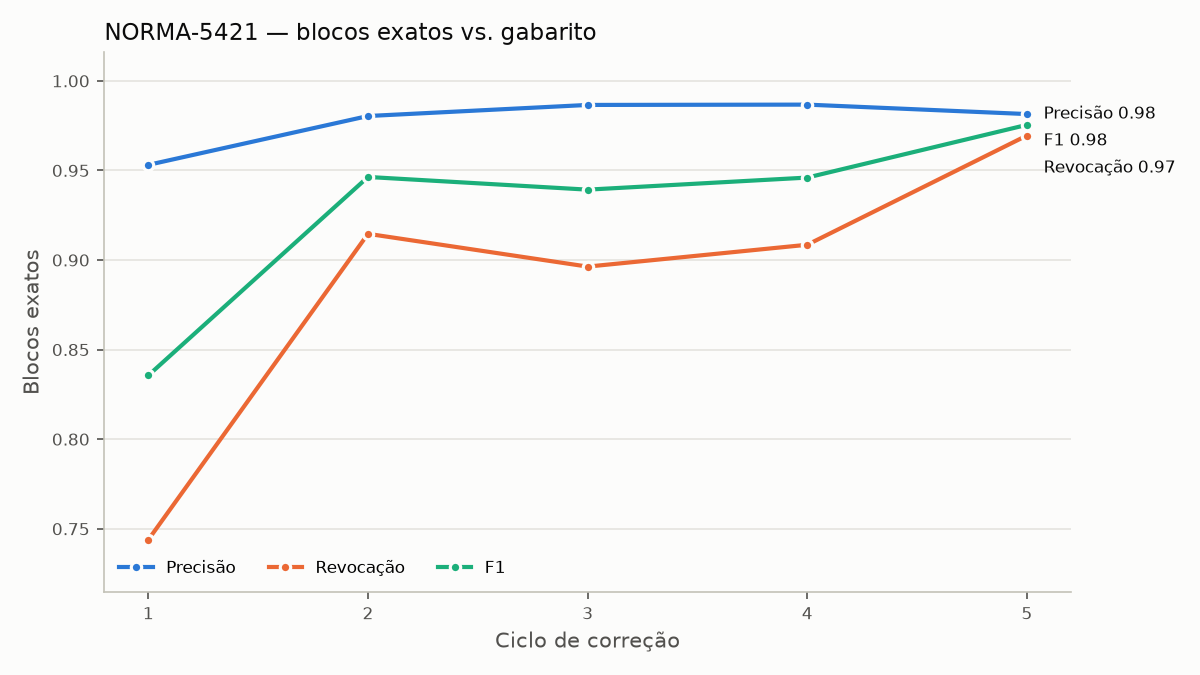 NORMA-5421 — blocos exatos vs. gabarito
Blocos exatos
1.00
0.95
0.90
0.85
0.80
0.75
Precisão 0.98
F1 0.98
Revocação 0.97
Precisão
Revocação
F1
1
2
3
4
5
Ciclo de correção